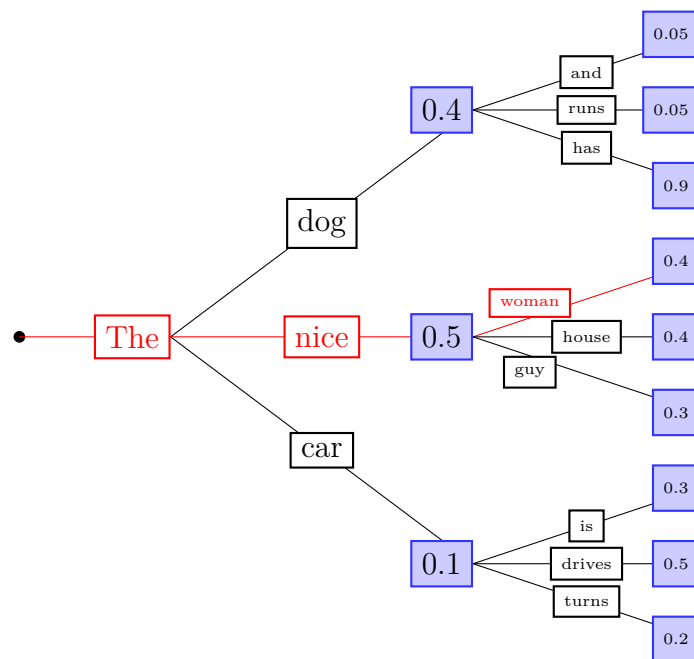 0.05
and
0.4
runs
0.05
has
0.9
dog
0.4
woman
The
nice
0.5
house
0.4
guy
0.3
car
0.3
is
0.1
drives
0.5
turns
0.2